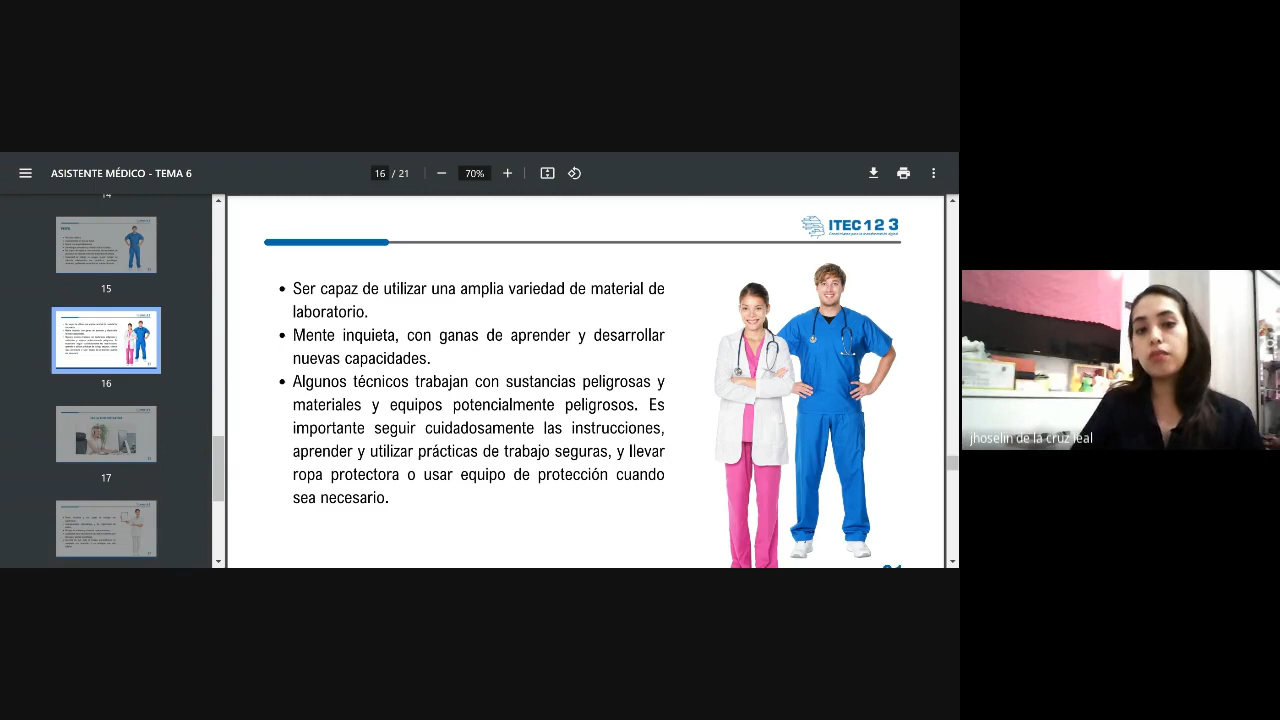 ASISTENTE MÉDICO - TEMA 6
16 / 21
70%
15
16
17
ITEC 1 2 3
Ser capaz de utilizar una amplia variedad de material de
laboratorio.
Mente inquieta, con ganas de aprender y desarrollar
nuevas capacidades.
Algunos técnicos trabajan con sustancias peligrosas y
materiales y equipos potencialmente peligrosos. Es
importante seguir cuidadosamente las instrucciones,
aprender y utilizar prácticas de trabajo seguras, y llevar
ropa protectora o usar equipo de protección cuando
sea necesario.
jhoselin de la cruz leal